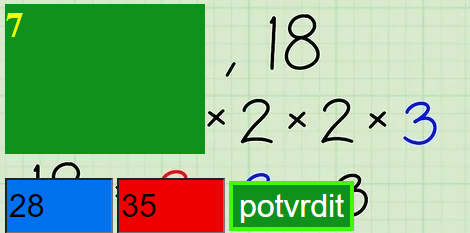 7
, 18
× 2 × 2 × 3
28 35 potvrdit